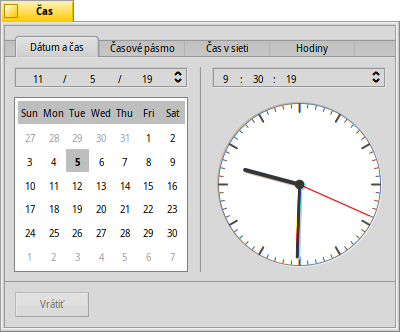 Čas
Dátum a čas Časové pásmo Čas v sieti Hodiny
11 / 5 / 19 9 : 30 : 19
Sun Mon Tue Wed Thu Fri Sat
27 28 29 30 31 1 2
3 4 5 6 7 8 9
10 11 12 13 14 15 16
17 18 19 20 21 22 23
24 25 26 27 28 29 30
1 2 3 4 5 6 7
Vrátiť